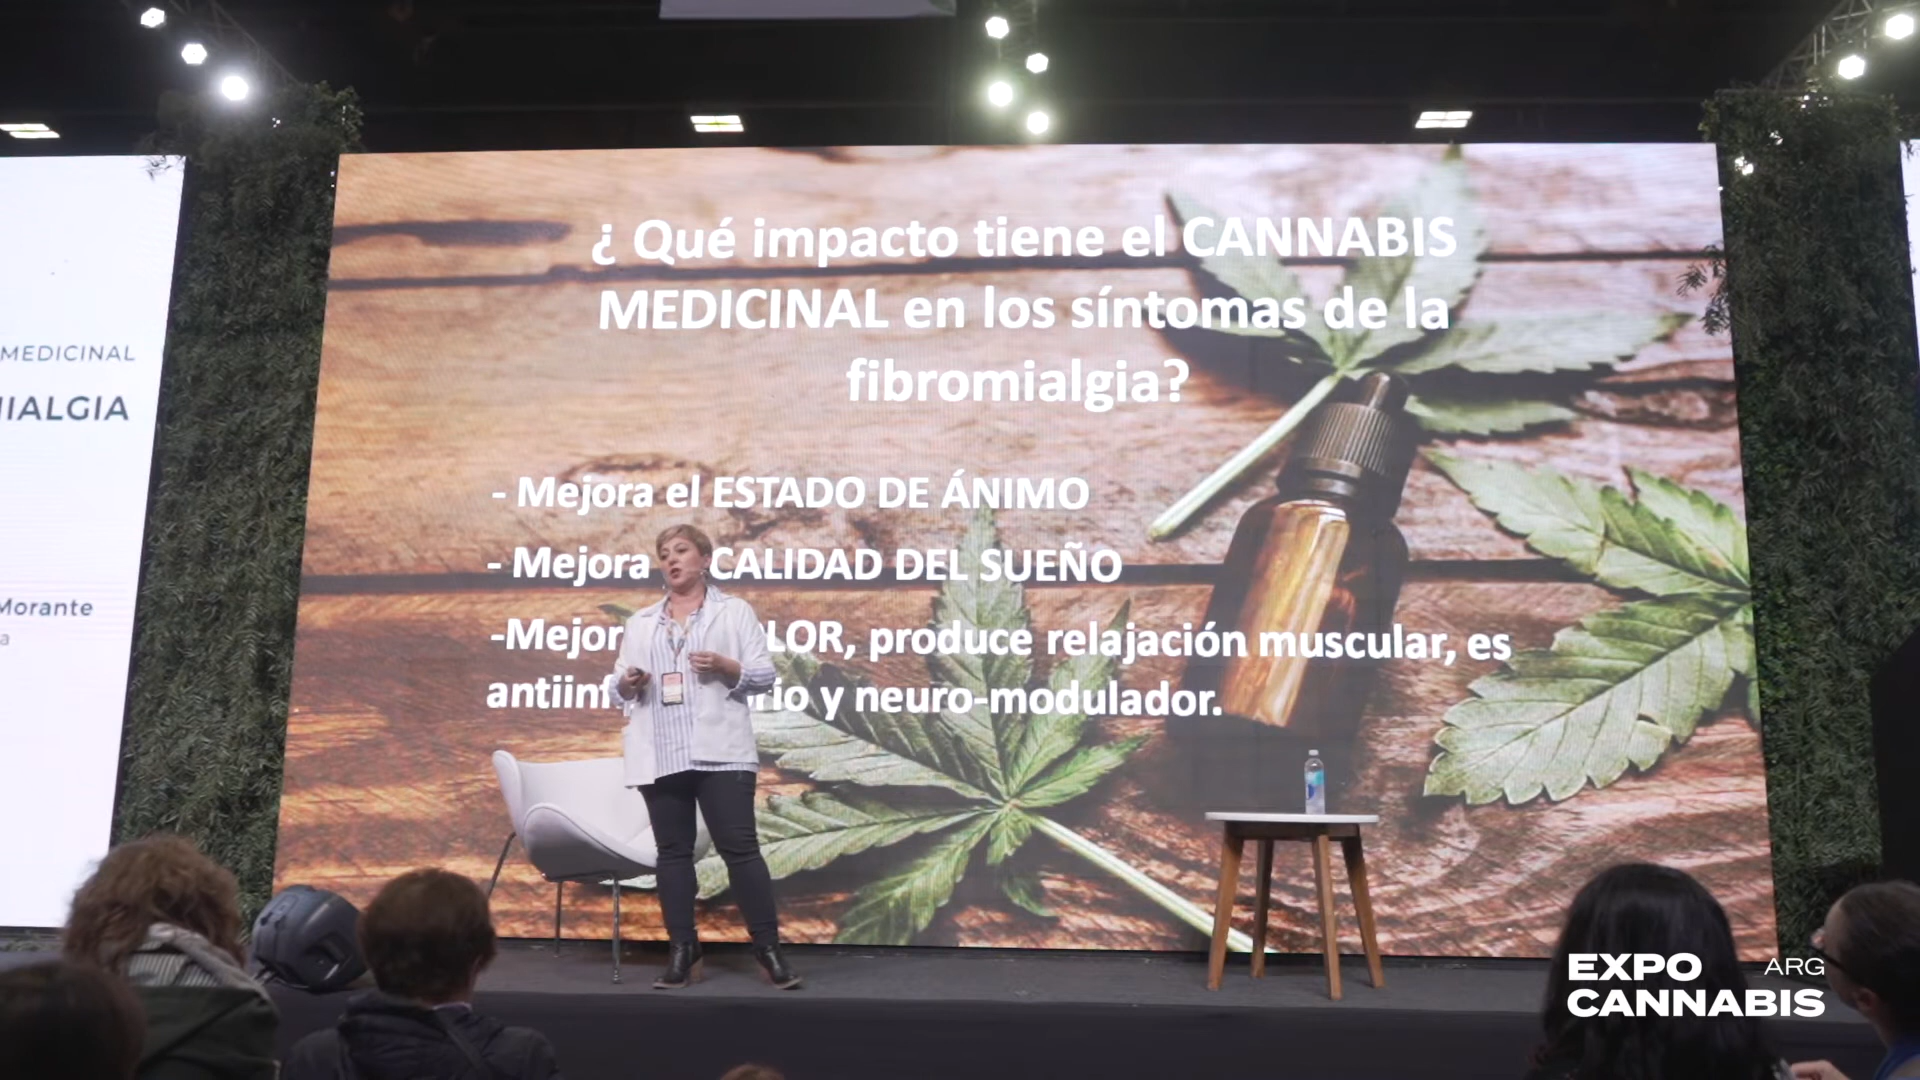 MEDICINAL
IALGIA
Morante
a
¿ Qué impacto tiene el CANNABIS
MEDICINAL en los síntomas de la
fibromialgia?
- Mejora el ESTADO DE ÁNIMO
- Mejora CALIDAD DEL SUEÑO
-Mejor LOR, produce relajación muscular, es
antiinf rio y neuro-modulador.
EXPO ARG
CANNABIS